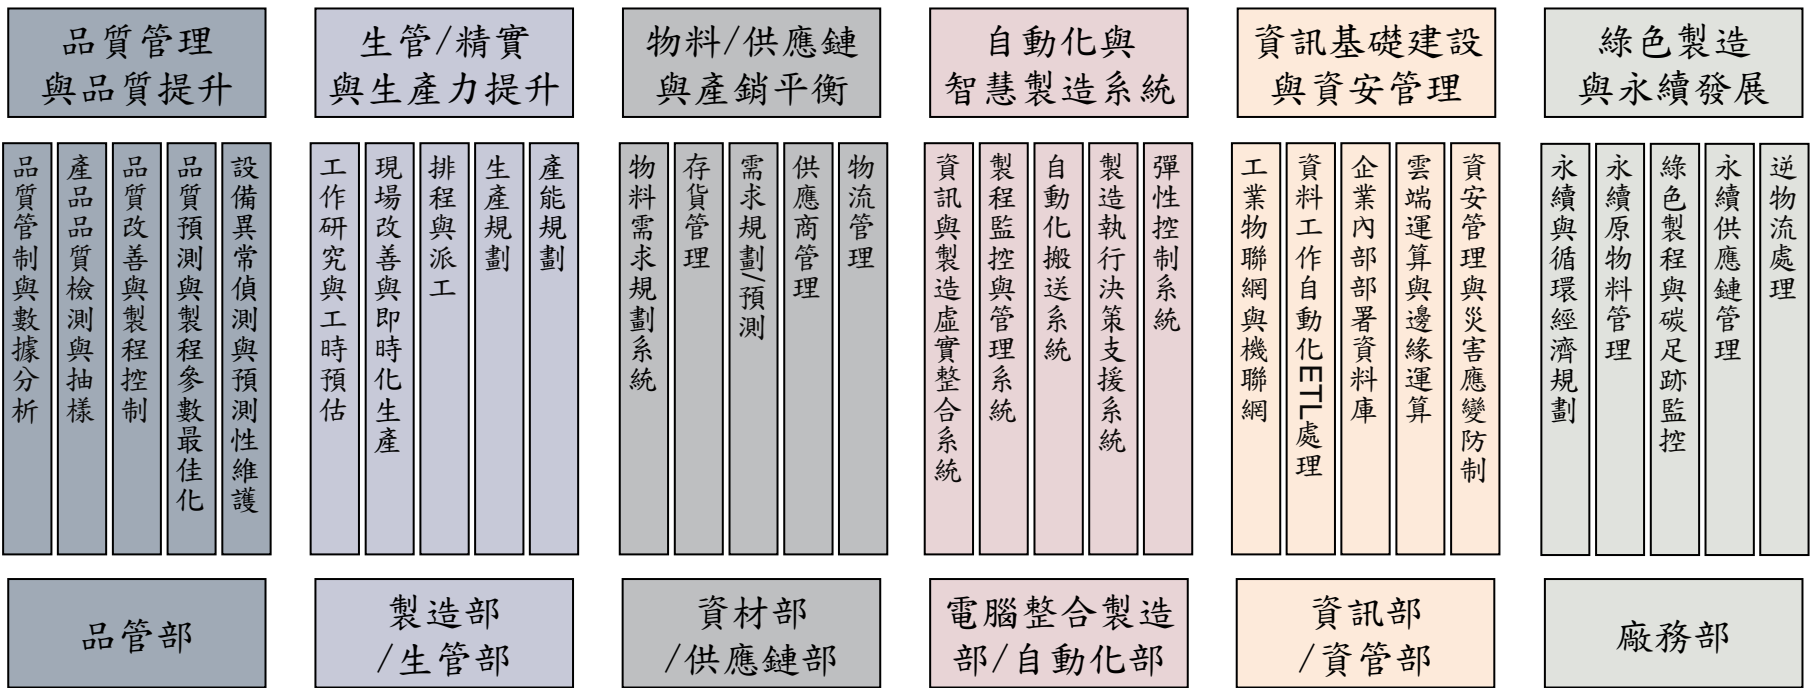 品質管理
與品質提升
生管/精實
與生產力提升
物料/供應鏈
與產銷平衡
自動化與
智慧製造系統
資訊基礎建設
與資安管理
綠色製造
與永續發展
品質管制與數據分析
產品品質檢測與抽樣
品質改善與製程控制
品質預測與製程參數最佳化
設備異常偵測與預測性維護
工作研究與工時預估
現場改善與即時化生產
排程與派工
生產規劃
產能規劃
物料需求規劃系統
存貨管理
需求規劃/預測
供應商管理
物流管理
資訊與製造虛實整合系統
製程監控與管理系統
自動化搬送系統
製造執行決策支援系統
彈性控制系統
工業物聯網與機聯網
資料工作自動化ETL處理
企業內部部署資料庫
雲端運算與邊緣運算
資安管理與災害應變防制
永續與循環經濟規劃
永續原物料管理
綠色製程與碳足跡監控
永續供應鏈管理
逆物流處理
品管部
製造部
/生管部
資材部
/供應鏈部
電腦整合製造
部/自動化部
資訊部
/資管部
廠務部